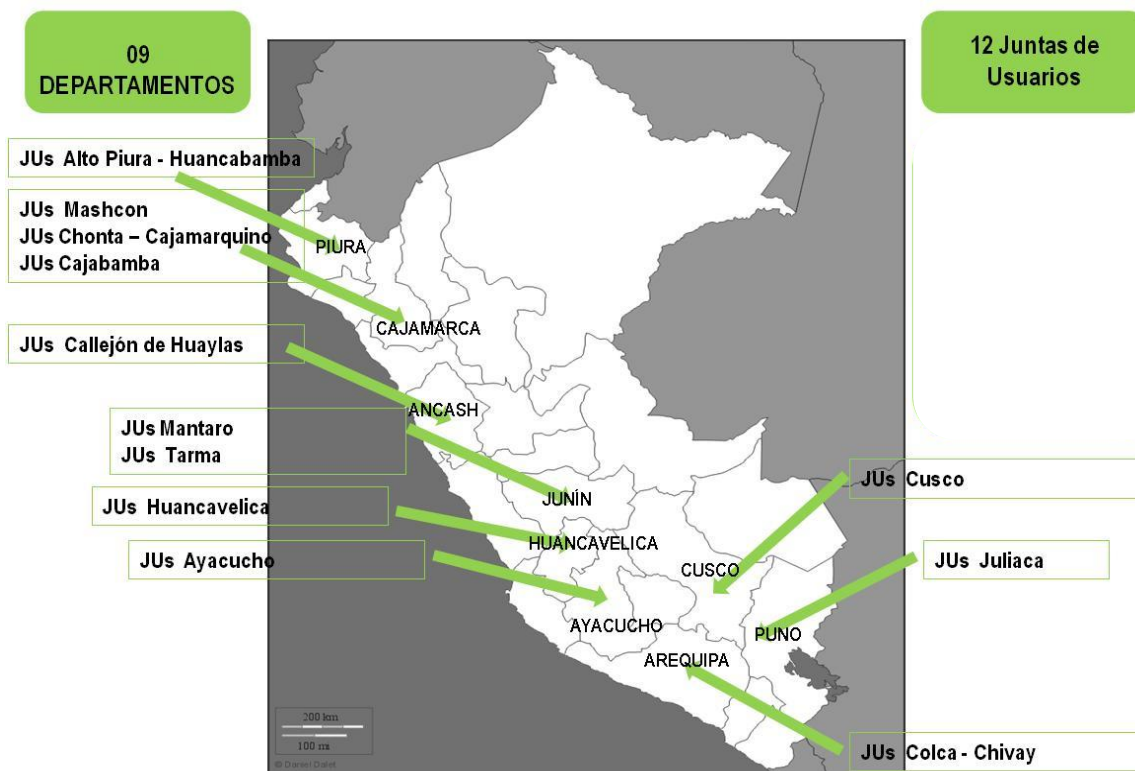 09
DEPARTAMENTOS
12 Juntas de
Usuarios
JUs Alto Piura - Huancabamba
JUs Mashcon
JUs Chonta – Cajamarquino
JUs Cajabamba
PIURA
CAJAMARCA
JUs Callejón de Huaylas
ANCASH
JUs Mantaro
JUs Tarma
JUs Cusco
JUNÍN
JUs Huancavelica
HUANCAVELICA
JUs Ayacucho
CUSCO
JUs Juliaca
AYACUCHO
PUNO
AREQUIPA
JUs Colca - Chivay
200 km
100 mi
© Daniel Dalet